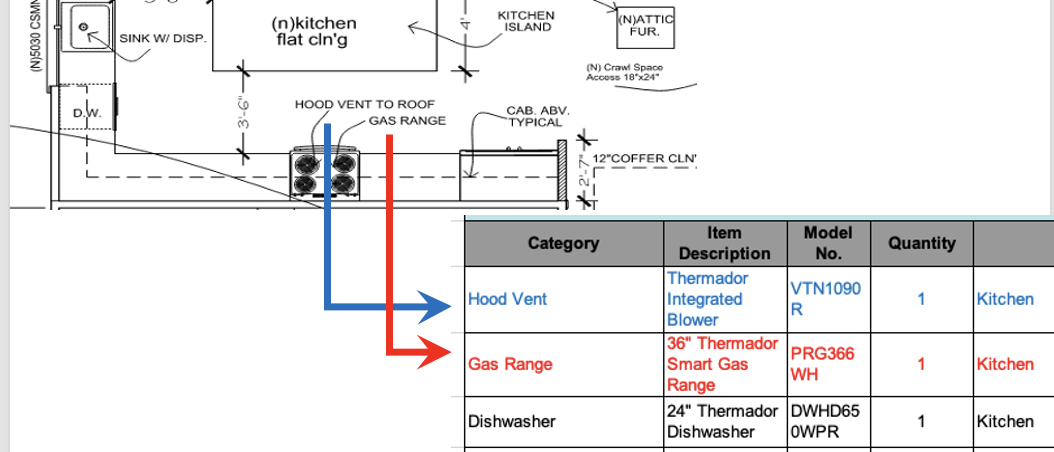 (N)5030 CSMN
SINK W/ DISP.
(n)kitchen
flat cln'g
4'
KITCHEN
ISLAND
(N)ATTIC
FUR.
(N) Crawl Space
Access 18"x24"
D.W.
3'-6"
HOOD VENT TO ROOF
GAS RANGE
CAB. ABV.
TYPICAL
2'-7"
12"COFFER CLN'
Category Item Description Model No. Quantity
Hood Vent Thermador Integrated Blower VTN1090R 1 Kitchen
Gas Range 36" Thermador Smart Gas Range PRG366WH 1 Kitchen
Dishwasher 24" Thermador Dishwasher DWHD650WPR 1 Kitchen